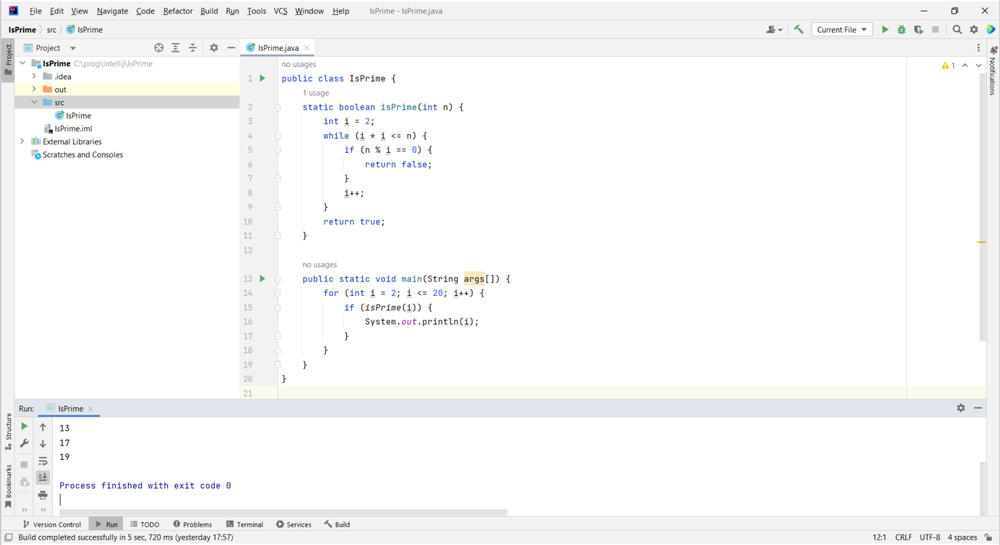 File Edit View Navigate Code Refactor Build Run Tools VCS Window Help IsPrime - IsPrime.java
IsPrime src IsPrime
Current File
Project
Project
IsPrime C:\prog\intellij\IsPrime
.idea
out
src
IsPrime
IsPrime.iml
External Libraries
Scratches and Consoles
Structure
Bookmarks
IsPrime.java
1
Notifications
no usages
1 public class IsPrime {
1 usage
2 static boolean isPrime(int n) {
3 int i = 2;
4 while (i * i <= n) {
5 if (n % i == 0) {
6 return false;
7 }
8 i++;
9 }
10 return true;
11 }
12
no usages
13 public static void main(String args[]) {
14 for (int i = 2; i <= 20; i++) {
15 if (isPrime(i)) {
16 System.out.println(i);
17 }
18 }
19 }
20 }
21
Run: IsPrime
13
17
19
Process finished with exit code 0
Version Control Run TODO Problems Terminal Services Build
Build completed successfully in 5 sec, 720 ms (yesterday 17:57)
12:1 CRLF UTF-8 4 spaces